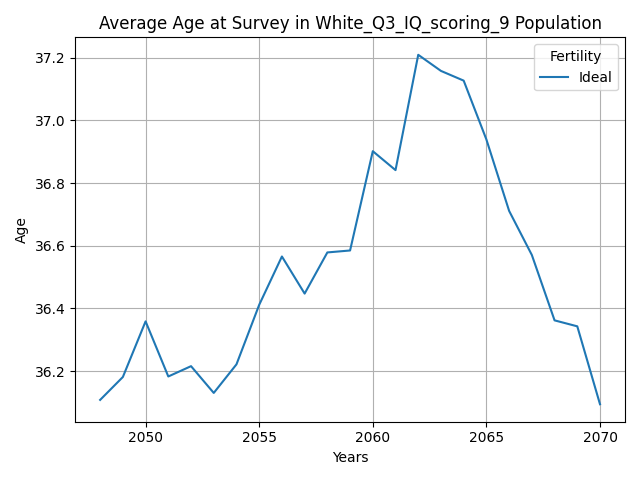 Average Age at Survey in White_Q3_IQ_scoring_9 Population
Fertility
Ideal
37.2
37.0
36.8
36.6
36.4
36.2
Age
2050 2055 2060 2065 2070
Years